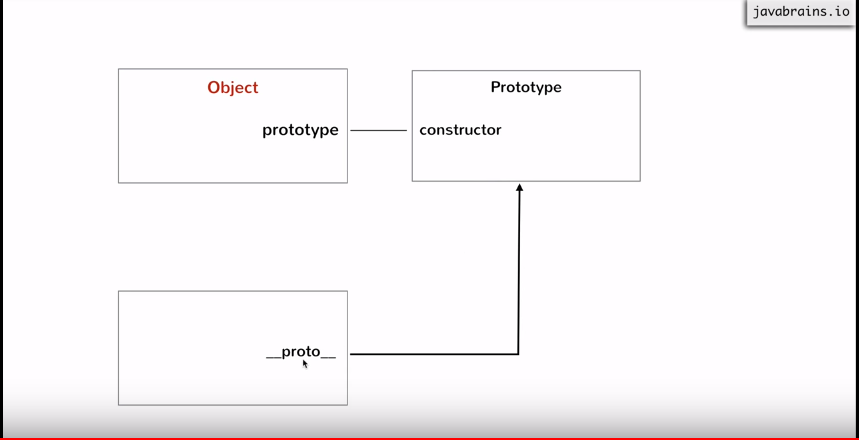 javabrains.io
Object
Prototype
prototype
constructor
__proto__